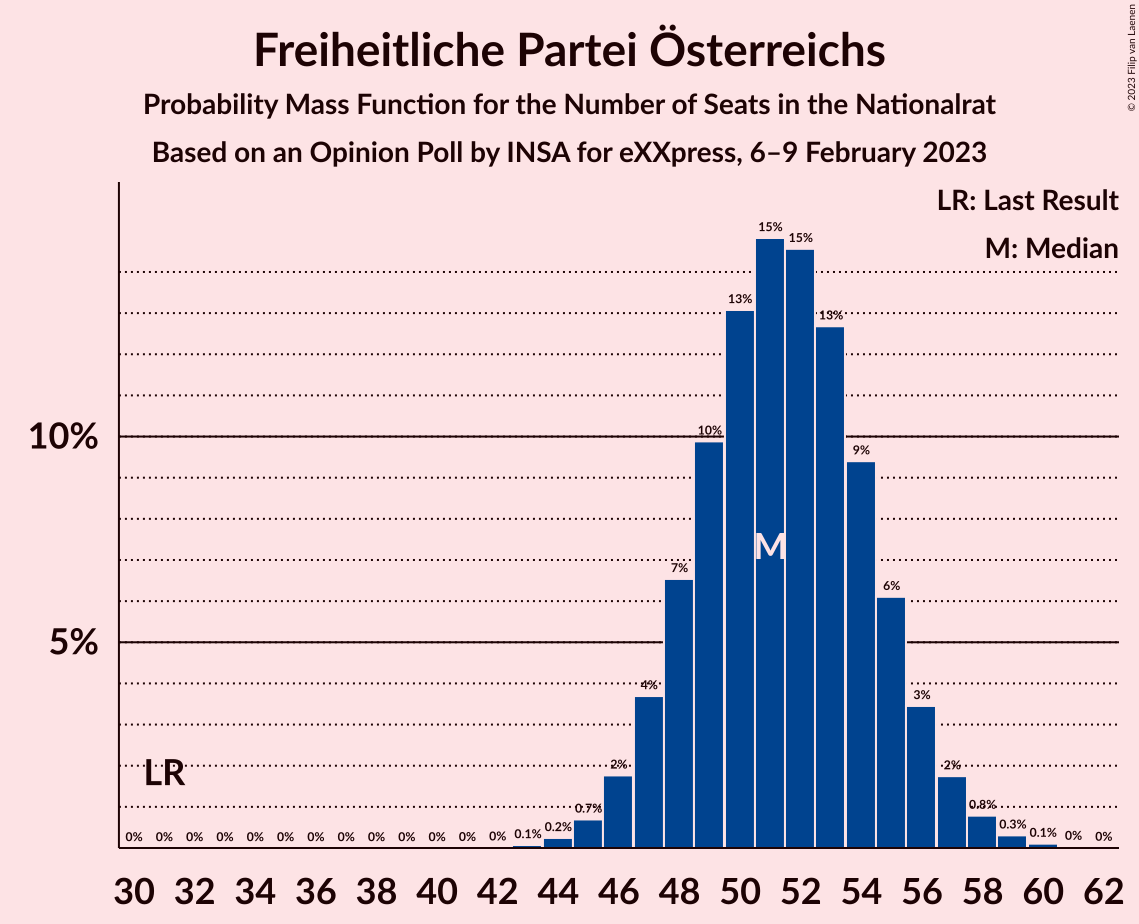 Freiheitliche Partei Österreichs
Probability Mass Function for the Number of Seats in the Nationalrat
Based on an Opinion Poll by INSA for eXXpress, 6–9 February 2023
© 2023 Filip van Laenen
LR: Last Result
M: Median
15%
15%
13%
13%
10%
10%
9%
M
7%
6%
5%
4%
3%
LR
2%
2%
0.7%
0.8%
0% 0% 0% 0% 0% 0% 0% 0% 0% 0% 0% 0% 0% 0.1% 0.2% 0.3% 0.1% 0% 0%
30 32 34 36 38 40 42 44 46 48 50 52 54 56 58 60 62